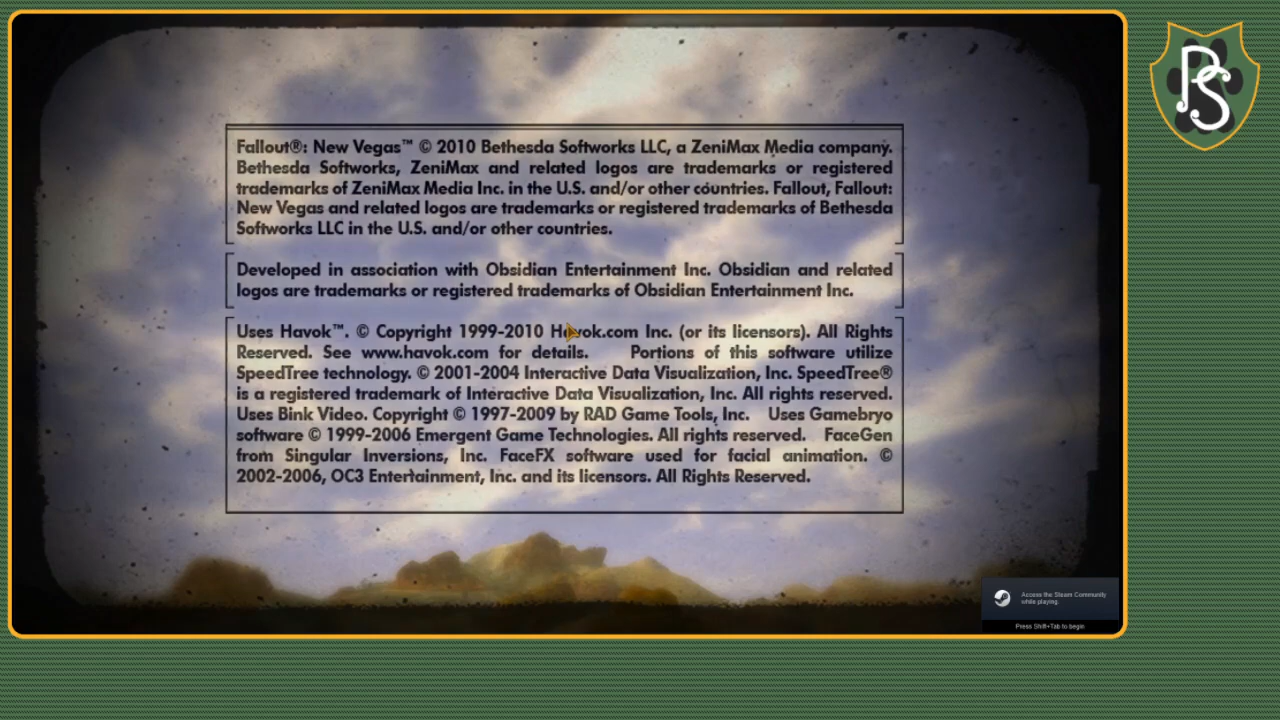 PS
Fallout®: New Vegas™ © 2010 Bethesda Softworks LLC, a ZeniMax Media company.
Bethesda Softworks, ZeniMax and related logos are trademarks or registered
trademarks of ZeniMax Media Inc. in the U.S. and/or other countries. Fallout, Fallout:
New Vegas and related logos are trademarks or registered trademarks of Bethesda
Softworks LLC in the U.S. and/or other countries.
Developed in association with Obsidian Entertainment Inc. Obsidian and related
logos are trademarks or registered trademarks of Obsidian Entertainment Inc.
Uses Havok™. © Copyright 1999-2010 Havok.com Inc. (or its licensors). All Rights
Reserved. See www.havok.com for details. Portions of this software utilize
SpeedTree technology. © 2001-2004 Interactive Data Visualization, Inc. SpeedTree®
is a registered trademark of Interactive Data Visualization, Inc. All rights reserved.
Uses Bink Video. Copyright © 1997-2009 by RAD Game Tools, Inc. Uses Gamebryo
software © 1999-2006 Emergent Game Technologies. All rights reserved. FaceGen
from Singular Inversions, Inc. FaceFX software used for facial animation. ©
2002-2006, OC3 Entertainment, Inc. and its licensors. All Rights Reserved.
Access the Steam Community
while playing.
Press Shift+Tab to begin